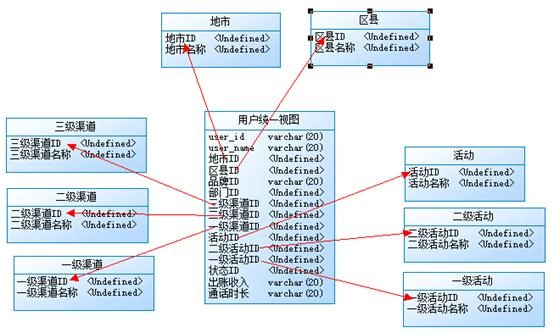 地市
地市ID <Undefined>
地市名称 <Undefined>
区县
区县ID <Undefined>
区县名称 <Undefined>
三级渠道
三级渠道ID <Undefined>
三级渠道名称 <Undefined>
二级渠道
二级渠道ID <Undefined>
二级渠道名称 <Undefined>
一级渠道
一级渠道ID <Undefined>
一级渠道名称 <Undefined>
用户统一视图
user_id varchar(20)
user_name varchar(20)
地市ID <Undefined>
区县ID <Undefined>
品牌ID varchar(20)
部门ID <Undefined>
三级渠道ID <Undefined>
二级渠道ID <Undefined>
一级渠道ID <Undefined>
活动ID <Undefined>
二级活动ID <Undefined>
一级活动ID <Undefined>
状态ID <Undefined>
出账收入 varchar(20)
通话时长 varchar(20)
活动
活动ID <Undefined>
活动名称 <Undefined>
二级活动
二级活动ID <Undefined>
二级活动名称 <Undefined>
一级活动
一级活动ID <Undefined>
一级活动名称 <Undefined>